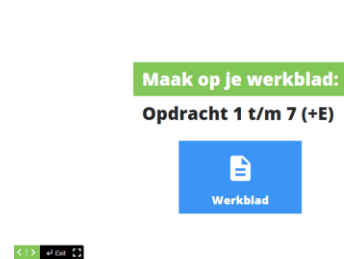 Maak op je werkblad:
Opdracht 1 t/m 7 (+E)
Werkblad
Exit